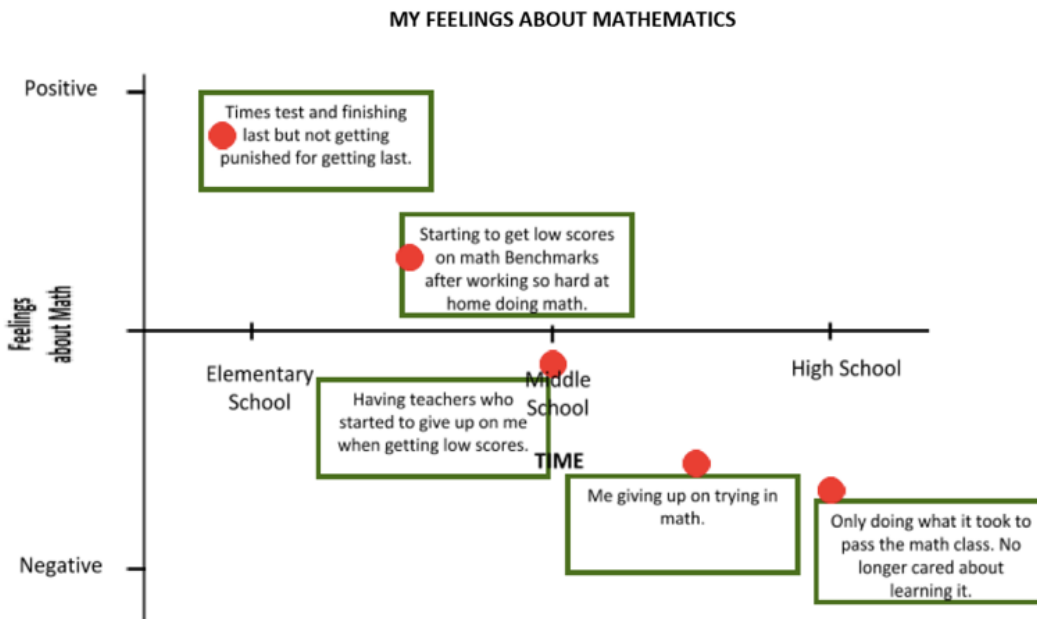 MY FEELINGS ABOUT MATHEMATICS
Positive
Times test and finishing
last but not getting
punished for getting last.
Starting to get low scores
on math Benchmarks
after working so hard at
home doing math.
Feelings
about Math
Elementary
School
Middle
School
High School
Having teachers who
started to give up on me
when getting low scores.
TIME
Me giving up on trying in
math.
Only doing what it took to
pass the math class. No
longer cared about
learning it.
Negative